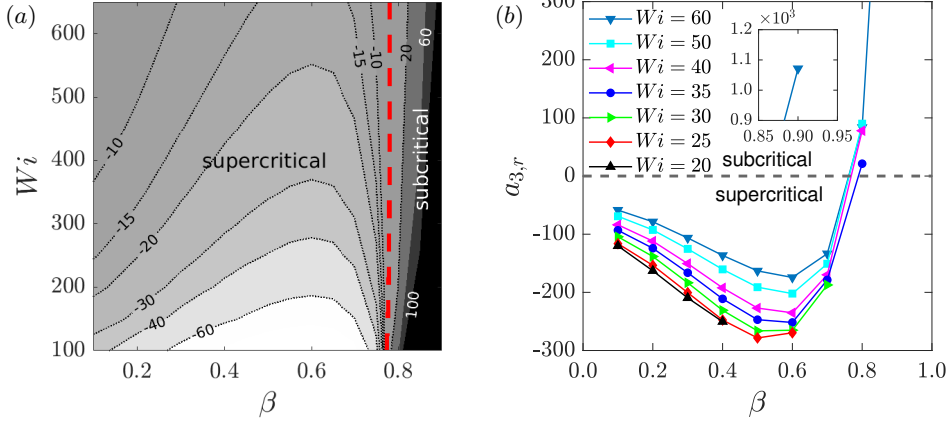 (a)
Wi
600
500
400
300
200
100
0.2
0.4
0.6
0.8
β
-10
-15
-20
-30
-40
-60
-15
-10
20
60
100
supercritical
subcritical
(b)
a3,r
300
200
100
0
-100
-200
-300
0.0
0.2
0.4
0.6
0.8
1.0
β
Wi = 60
Wi = 50
Wi = 40
Wi = 35
Wi = 30
Wi = 25
Wi = 20
×10³
1.2
1.1
1.0
0.9
0.85
0.90
0.95
subcritical
supercritical